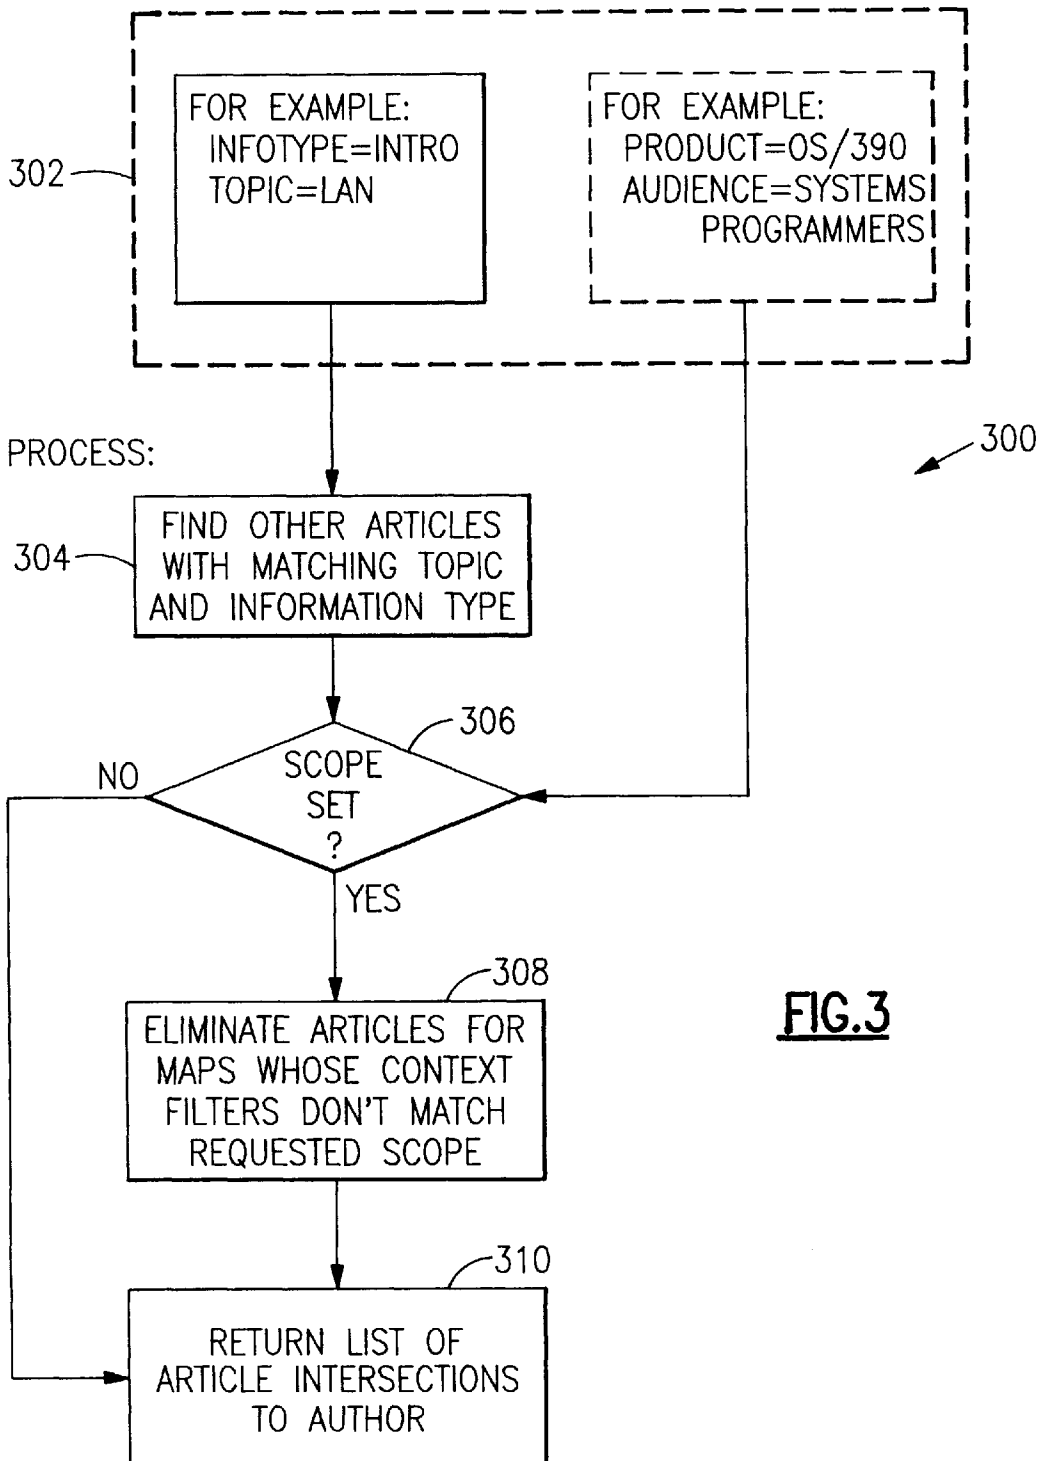 FOR EXAMPLE:
INFOTYPE=INTRO
TOPIC=LAN
FOR EXAMPLE:
PRODUCT=OS/390
AUDIENCE=SYSTEMS
PROGRAMMERS
302
PROCESS:
300
FIND OTHER ARTICLES
WITH MATCHING TOPIC
AND INFORMATION TYPE
304
306
SCOPE
SET
?
NO
YES
308
ELIMINATE ARTICLES FOR
MAPS WHOSE CONTEXT
FILTERS DON'T MATCH
REQUESTED SCOPE
FIG.3
310
RETURN LIST OF
ARTICLE INTERSECTIONS
TO AUTHOR